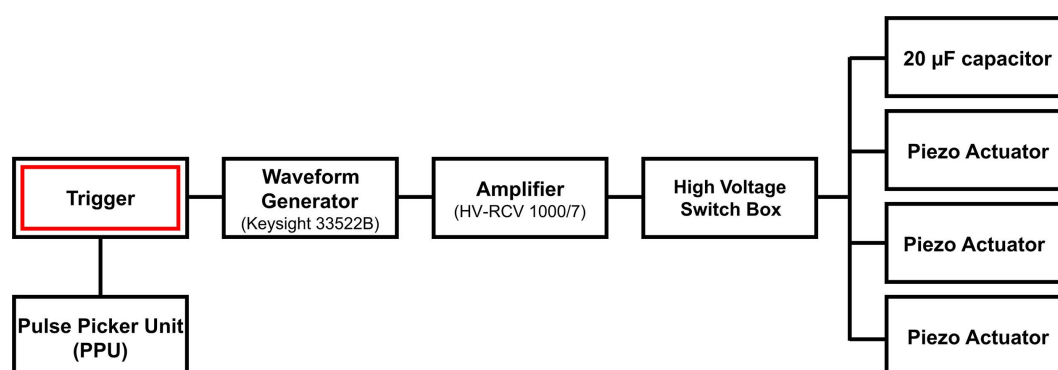 Trigger
Waveform
Generator
(Keysight 33522B)
Amplifier
(HV-RCV 1000/7)
High Voltage
Switch Box
20 µF capacitor
Piezo Actuator
Piezo Actuator
Piezo Actuator
Pulse Picker Unit
(PPU)